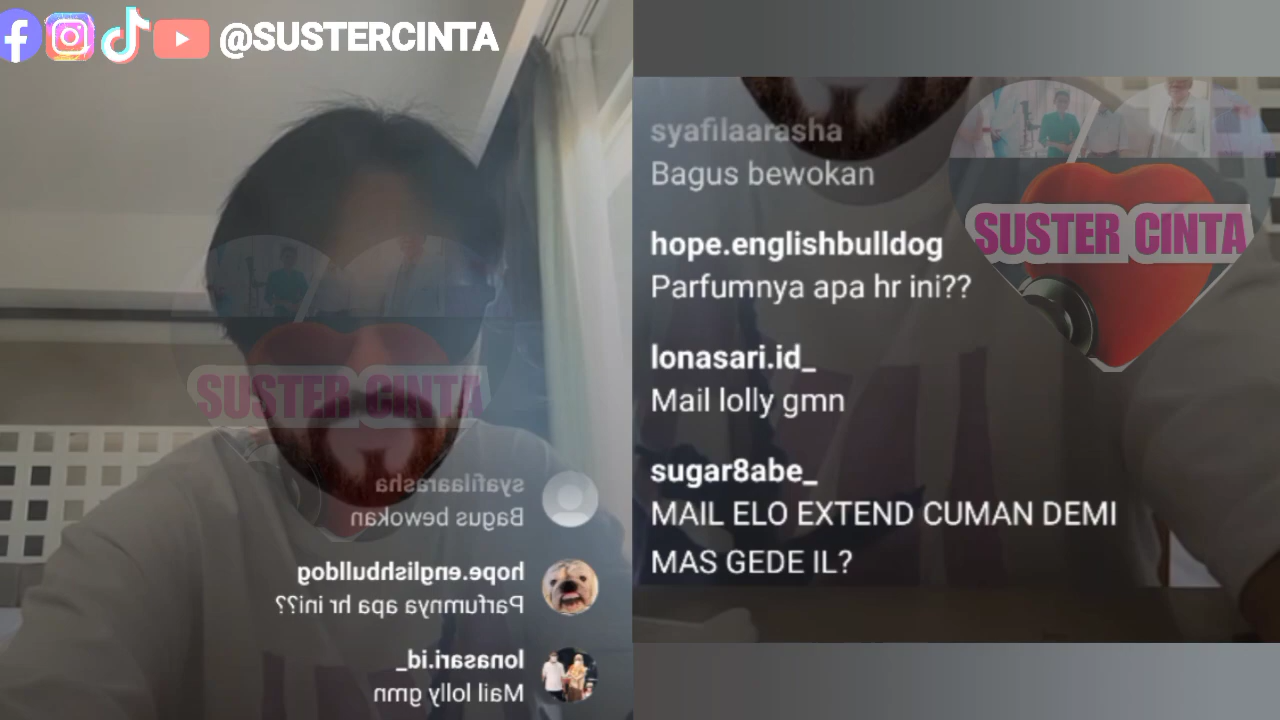 @SUSTERCINTA
SUSTER CINTA
syafilaarasha
Bagus bewokan
hope.englishbulldog
Parfumnya apa hr ini??
lonasari.id_
Mail lolly gmn
syafilaarasha
Bagus bewokan
hope.englishbulldog
Parfumnya apa hr ini??
lonasari.id_
Mail lolly gmn
sugar8abe_
MAIL ELO EXTEND CUMAN DEMI
MAS GEDE IL?
SUSTER CINTA